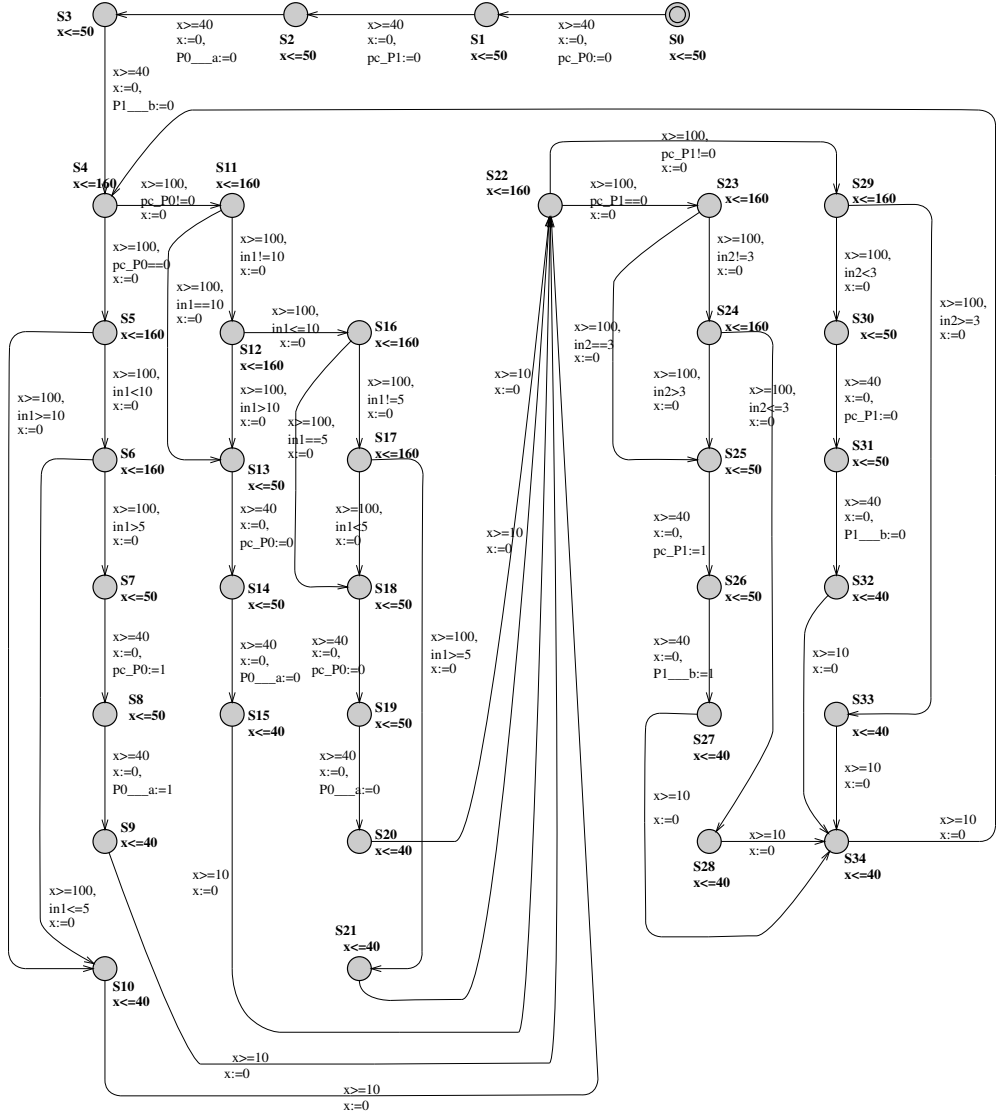 S3
x<=50
x>=40
x:=0,
P0___a:=0
S2
x<=50
x>=40
x:=0,
pc_P1:=0
S1
x<=50
x>=40
x:=0,
pc_P0:=0
S0
x<=50
x>=40
x:=0,
P1___b:=0
S4
x<=160
x>=100,
pc_P0!=0
x:=0
S11
x<=160
S22
x<=160
x>=100,
pc_P1!=0
x:=0
x>=100,
pc_P1==0
x:=0
S23
x<=160
S29
x<=160
x>=100,
pc_P0==0
x:=0
x>=100,
in1==10
x:=0
x>=100,
in1!=10
x:=0
x>=100,
in2!=3
x:=0
x>=100,
in2<3
x:=0
x>=100,
in2>=3
x:=0
S5
x<=160
S12
x<=160
x>=100,
in1<=10
x:=0
S16
x<=160
x>=100,
in2==3
x:=0
S24
x<=160
S30
x<=50
x>=100,
in1>=10
x:=0
x>=100,
in1<10
x:=0
x>=100,
in1>10
x:=0
x>=100,
in1==5
x:=0
x>=100,
in1!=5
x:=0
x>=10
x:=0
x>=100,
in2>3
x:=0
x>=100,
in2<=3
x:=0
x>=40
x:=0,
pc_P1:=0
S6
x<=160
S13
x<=50
S17
x<=160
S25
x<=50
S31
x<=50
x>=100,
in1>5
x:=0
x>=40
x:=0,
pc_P0:=0
x>=100,
in1<5
x:=0
x>=10
x:=0
x>=40
x:=0,
pc_P1:=1
x>=40
x:=0,
P1___b:=0
S7
x<=50
S14
x<=50
S18
x<=50
S26
x<=50
S32
x<=40
x>=40
x:=0,
pc_P0:=1
x>=40
x:=0,
P0___a:=0
x>=40
x:=0,
pc_P0:=0
x>=100,
in1>=5
x:=0
x>=40
x:=0,
P1___b:=1
x>=10
x:=0
S8
x<=50
S15
x<=40
S19
x<=50
S27
x<=40
S33
x<=40
x>=40
x:=0,
P0___a:=1
x>=40
x:=0,
P0___a:=0
x>=10
x:=0
x>=10
x:=0
S9
x<=40
S20
x<=40
S28
x<=40
x>=10
x:=0
S34
x<=40
x>=10
x:=0
x>=100,
in1<=5
x:=0
x>=10
x:=0
S21
x<=40
S10
x<=40
x>=10
x:=0
x>=10
x:=0